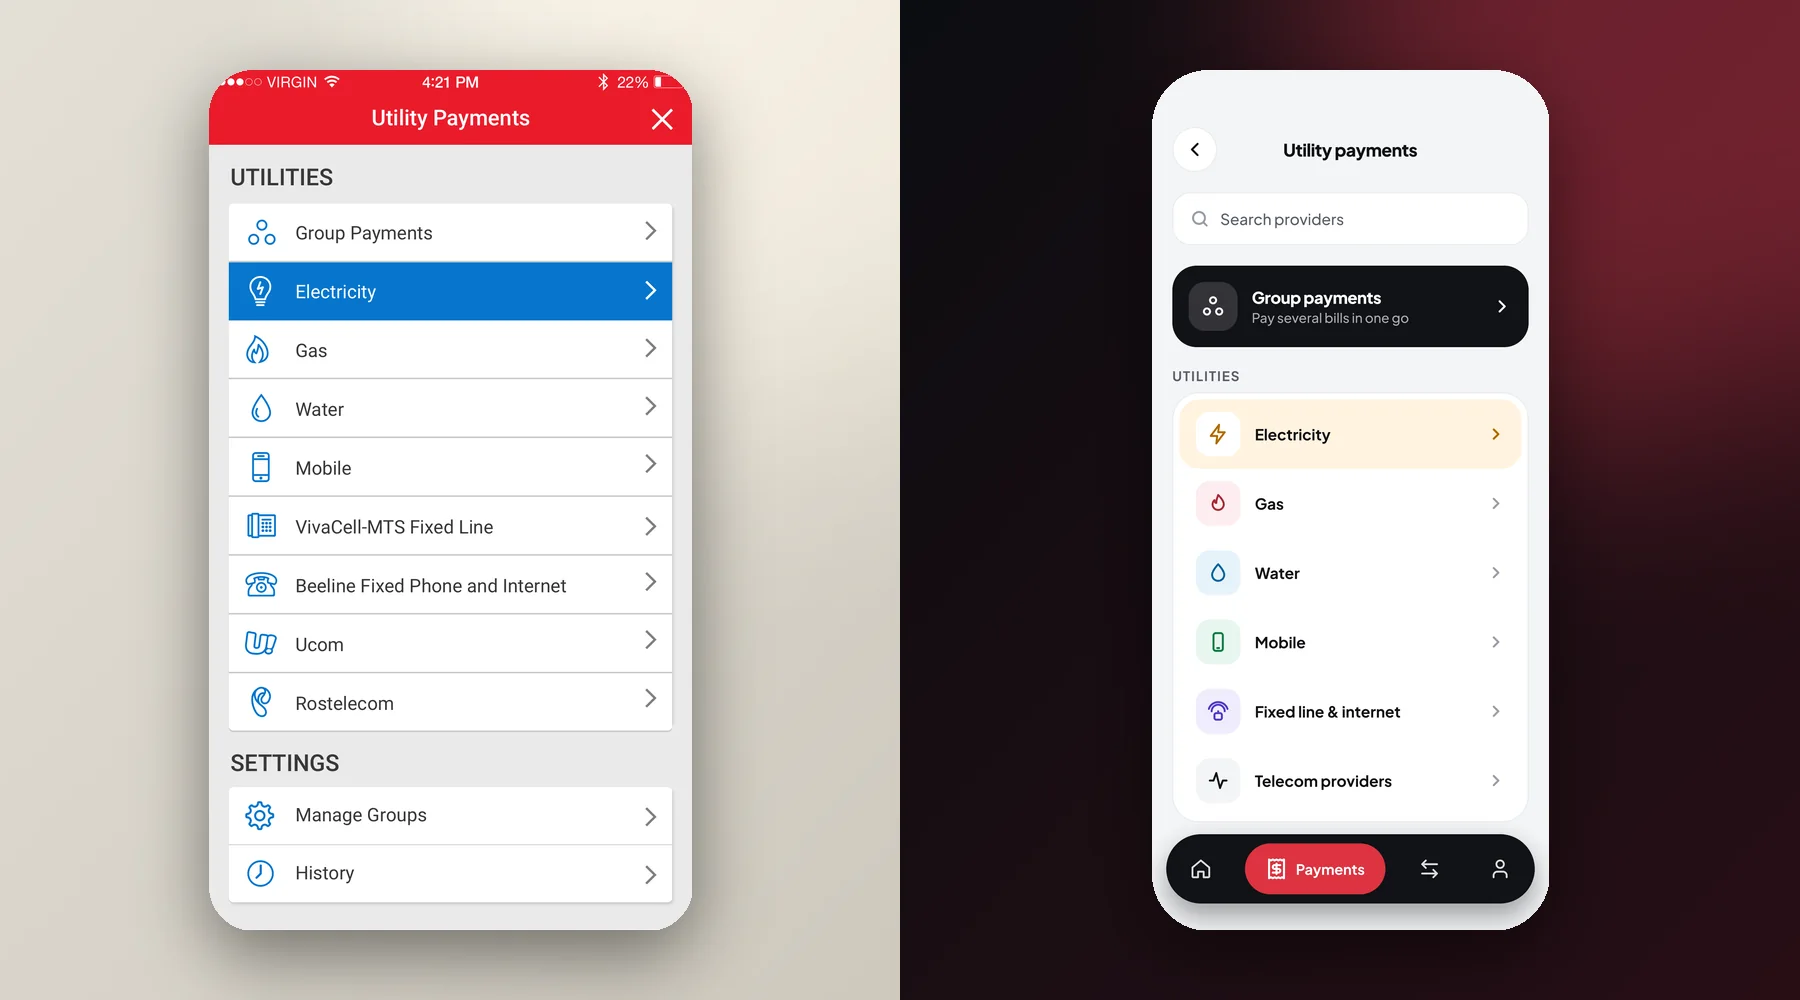 VIRGIN 4:21 PM 22%
Utility Payments
UTILITIES
Group Payments
Electricity
Gas
Water
Mobile
VivaCell-MTS Fixed Line
Beeline Fixed Phone and Internet
Ucom
Rostelecom
SETTINGS
Manage Groups
History
Utility payments
Search providers
Group payments
Pay several bills in one go
UTILITIES
Electricity
Gas
Water
Mobile
Fixed line & internet
Telecom providers
Payments